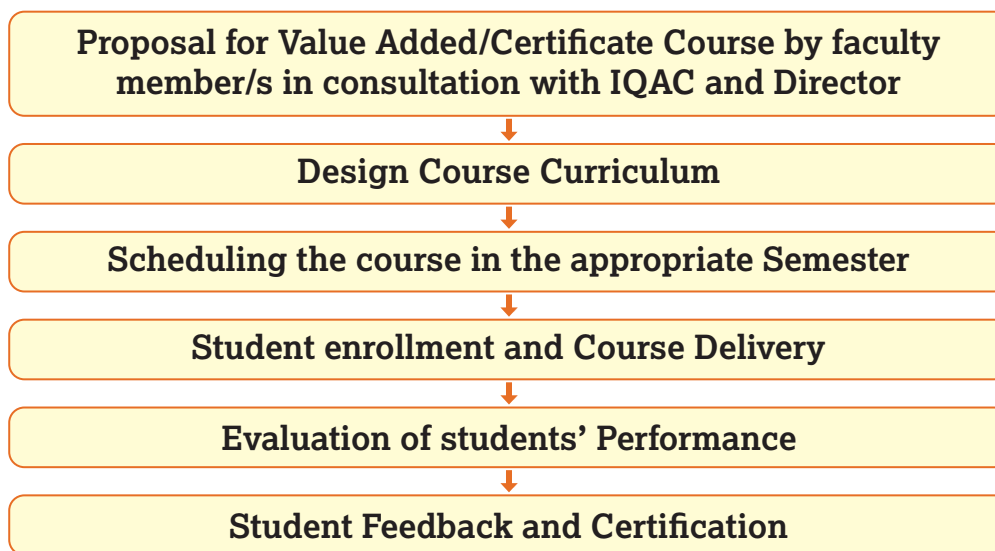 Proposal for Value Added/Certificate Course by faculty
member/s in consultation with IQAC and Director
Design Course Curriculum
Scheduling the course in the appropriate Semester
Student enrollment and Course Delivery
Evaluation of students’ Performance
Student Feedback and Certification